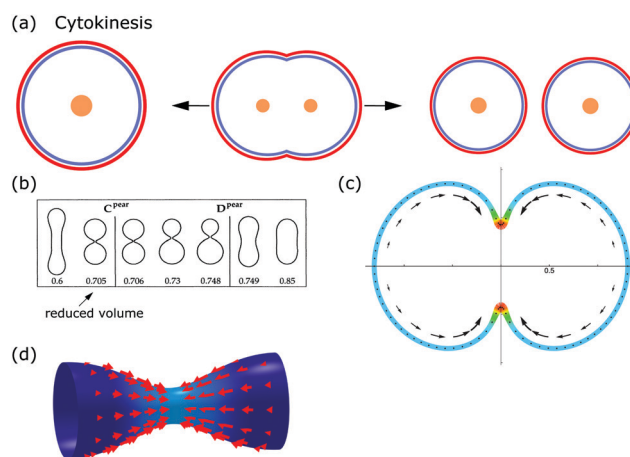 (a) Cytokinesis
(b)
C pear D pear
0.6 0.705 0.706 0.73 0.748 0.749 0.85
reduced volume
(c)
0.5
(d)